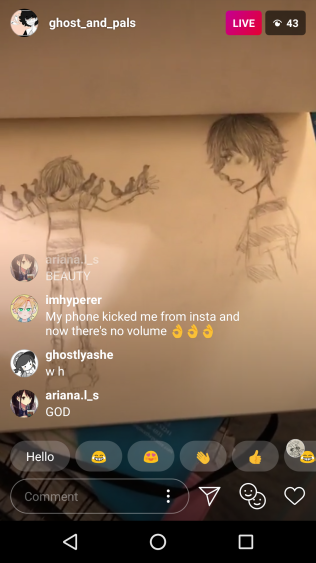 ghost_and_pals
LIVE
43
ariana.l_s
BEAUTY
imhyperer
My phone kicked me from insta and
now there's no volume 👌👌👌
ghostlyashe
w h
ariana.l_s
GOD
Hello
Comment